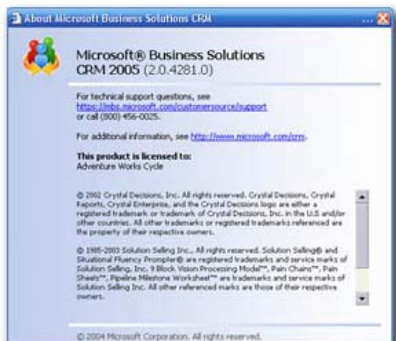 About Microsoft Business Solutions CRM
Microsoft® Business Solutions
CRM 2005 (2.0.4281.0)
For technical support questions, see
https://mbs.microsoft.com/customersource/support
or call (800) 456-0025.
For additional information, see http://www.microsoft.com/crm.
This product is licensed to:
Adventure Works Cycle
© 2002 Crystal Decisions, Inc. All rights reserved. Crystal Decisions, Crystal
Reports, Crystal Enterprise, and the Crystal Decisions logo are either a
registered trademark or trademark of Crystal Decisions, Inc. in the U.S and/or
other countries. All other trademarks or registered trademarks referenced are
the property of their respective owners.
© 1985-2003 Solution Selling Inc., All rights reserved. Solution Selling® and
Situational Fluency Prompter® are registered trademarks and service marks of
Solution Selling, Inc. 9 Block Vision Processing Model™, Pain Chains™, Pain
Sheets™, Pipeline Milestone Worksheet™ are trademarks and service marks of
Solution Selling, Inc. All other referenced marks are those of their respective
owners.
© 2004 Microsoft Corporation. All rights reserved.